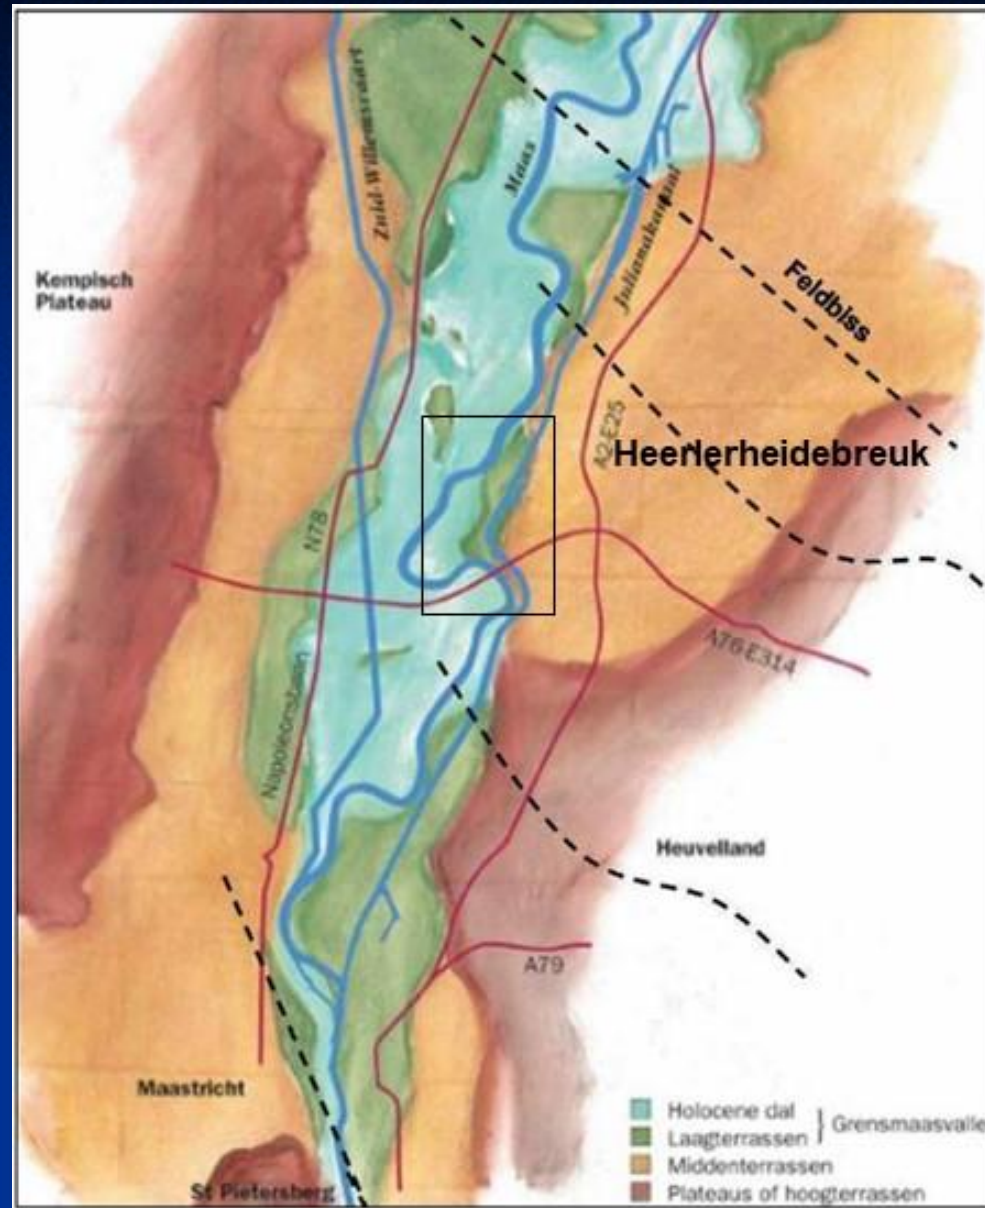 Zuid-Willemsvaart
Maas
Julianakanaal
Kempisch
Plateau
Feldbiss
A2-E25
Heerlerheidebreuk
N78
A76-E314
Napoleonsbaan
Heuvelland
A79
Maastricht
St Pietersberg
Holocene dal
Laagterrassen
Grensmaasvalle
Middenterrassen
Plateaus of hoogterrassen